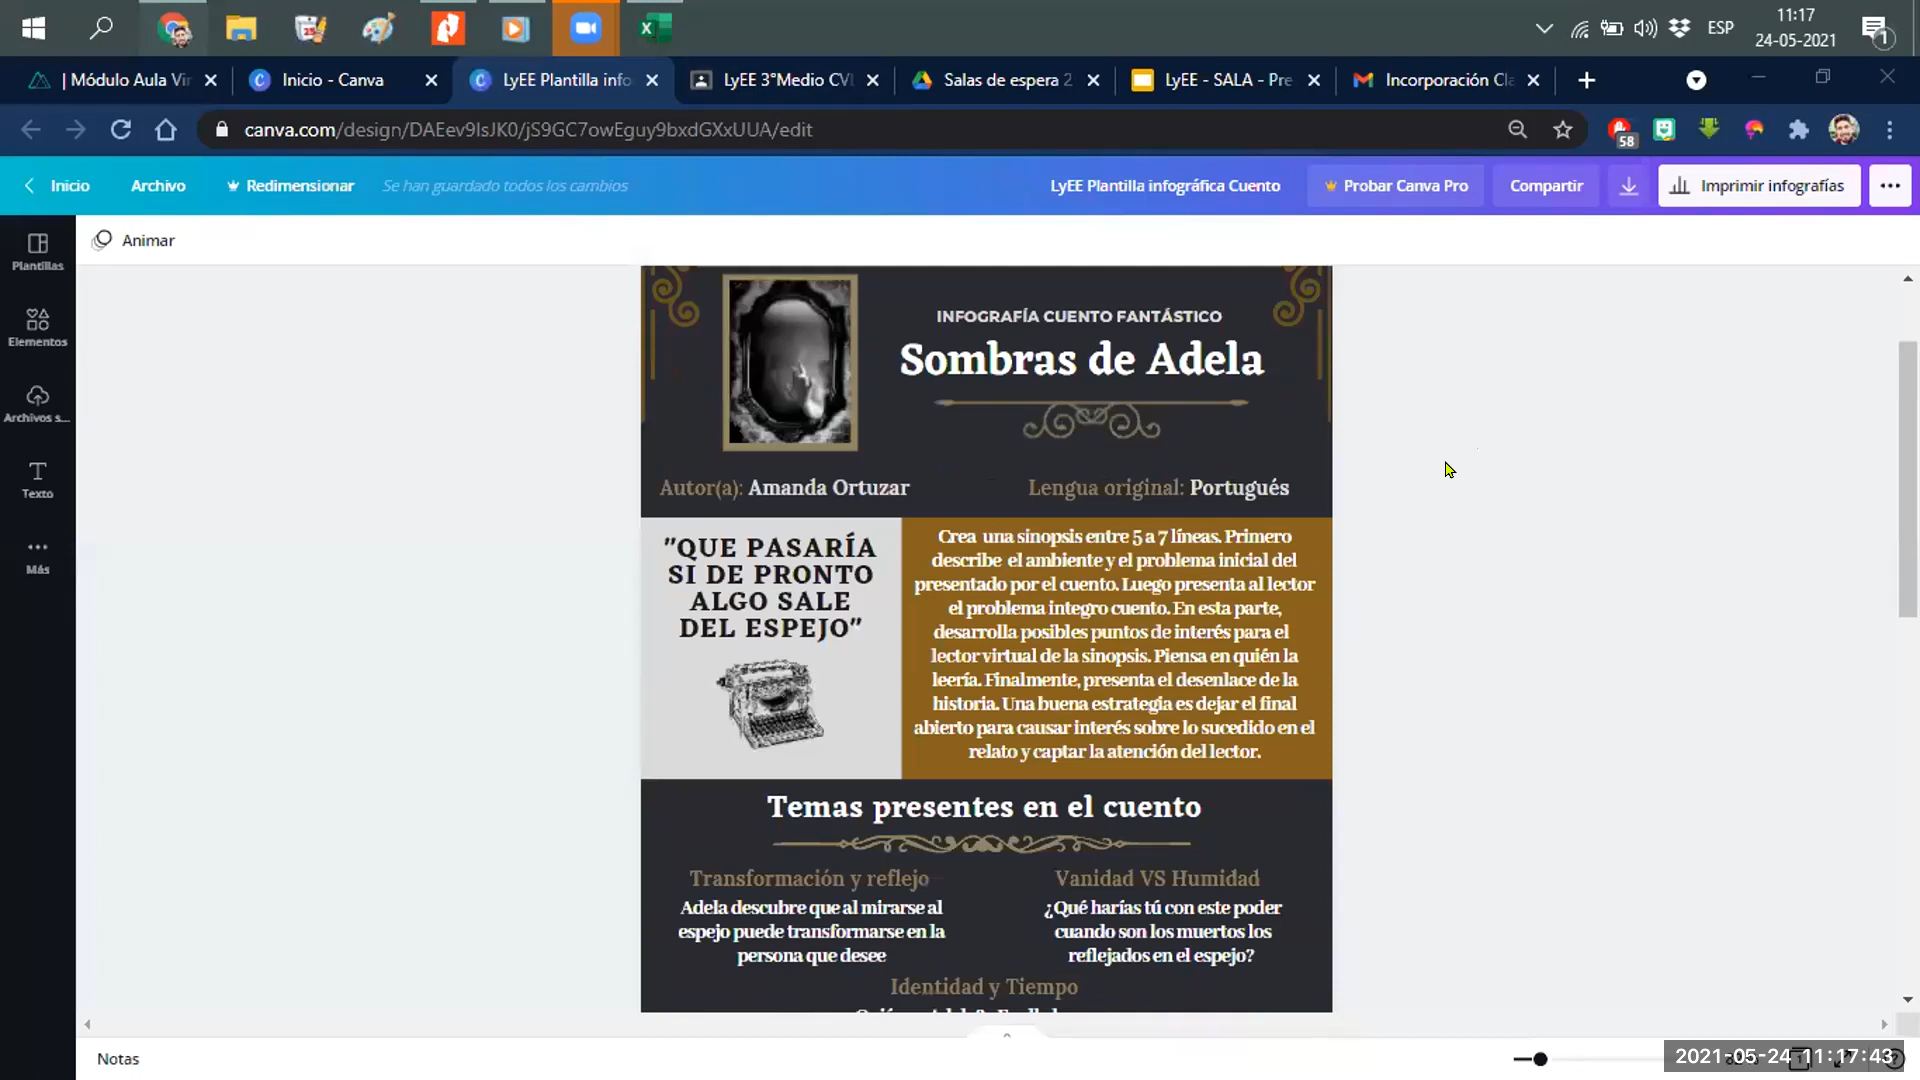 ESP
11:17
24-05-2021
1
| Módulo Aula Vir
Inicio - Canva
LyEE Plantilla info
LyEE 3°Medio CVL
Salas de espera 2
LyEE - SALA - Pre
Incorporación Cla
canva.com/design/DAEev9IsJK0/jS9GC7owEguy9bxdGXxUUA/edit
58
Inicio
Archivo
Redimensionar
Se han guardado todos los cambios
LyEE Plantilla infográfica Cuento
Probar Canva Pro
Compartir
Imprimir infografías
Animar
Plantillas
Elementos
Archivos s...
Texto
Más
INFOGRAFÍA CUENTO FANTÁSTICO
Sombras de Adela
Autor(a): Amanda Ortuzar
Lengua original: Portugués
"QUE PASARÍA
SI DE PRONTO
ALGO SALE
DEL ESPEJO"
Crea una sinopsis entre 5 a 7 líneas. Primero
describe el ambiente y el problema inicial del
presentado por el cuento. Luego presenta al lector
el problema integro cuento. En esta parte,
desarrolla posibles puntos de interés para el
lector virtual de la sinopsis. Piensa en quién la
leería. Finalmente, presenta el desenlace de la
historia. Una buena estrategia es dejar el final
abierto para causar interés sobre lo sucedido en el
relato y captar la atención del lector.
Temas presentes en el cuento
Transformación y reflejo
Adela descubre que al mirarse al
espejo puede transformarse en la
persona que desee
Vanidad VS Humidad
¿Qué harías tú con este poder
cuando son los muertos los
reflejados en el espejo?
Identidad y Tiempo
Notas
2021-05-24 11:17:43